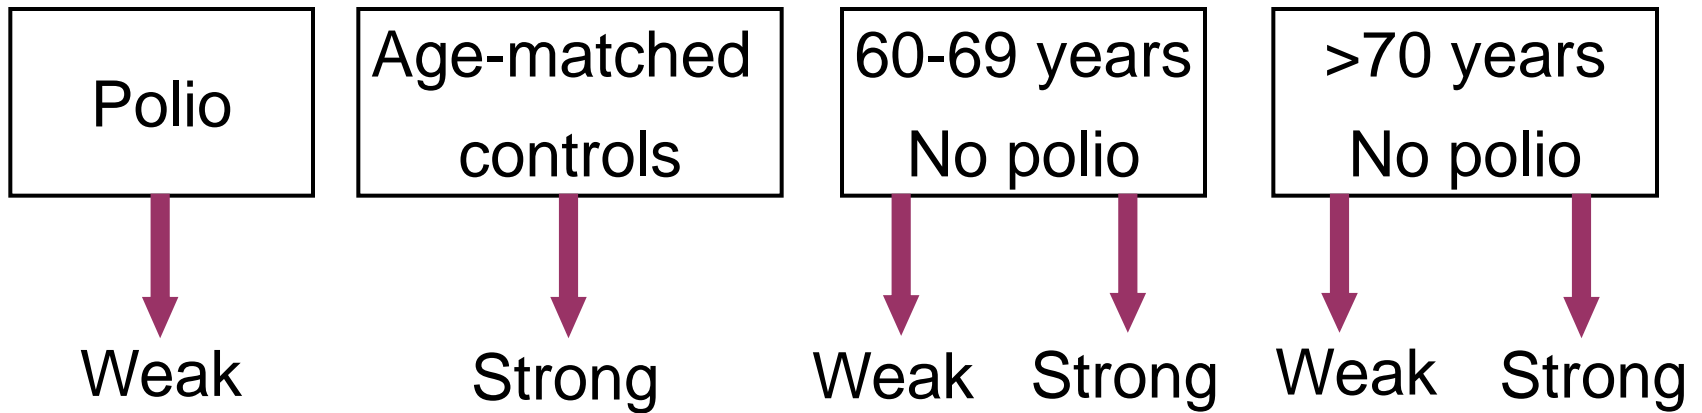 Polio
Age-matched
controls
60-69 years
No polio
>70 years
No polio
Weak
Strong
Weak
Strong
Weak
Strong